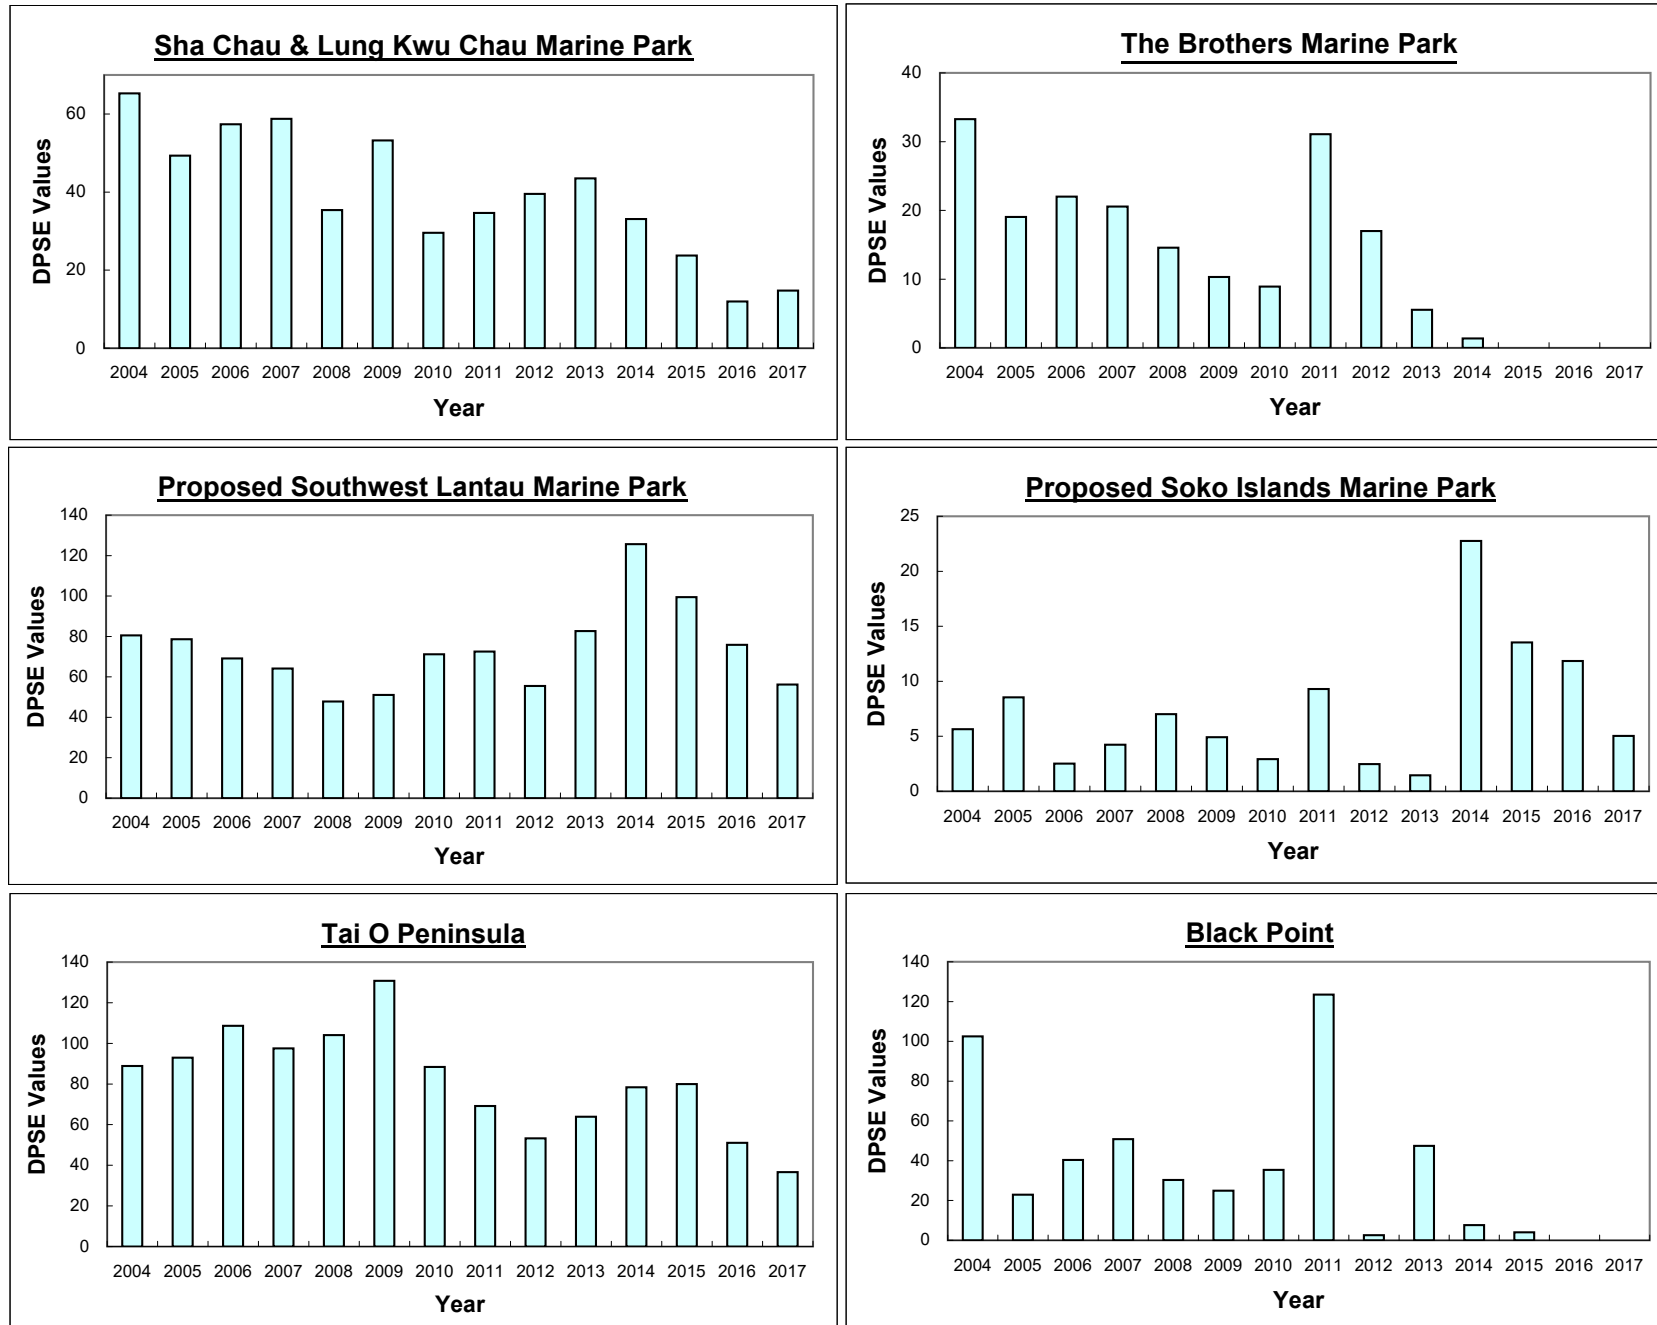 Sha Chau & Lung Kwu Chau Marine Park
DPSE Values
60
40
20
0
2004 2005 2006 2007 2008 2009 2010 2011 2012 2013 2014 2015 2016 2017
Year
The Brothers Marine Park
DPSE Values
40
30
20
10
0
2004 2005 2006 2007 2008 2009 2010 2011 2012 2013 2014 2015 2016 2017
Year
Proposed Southwest Lantau Marine Park
DPSE Values
140
120
100
80
60
40
20
0
2004 2005 2006 2007 2008 2009 2010 2011 2012 2013 2014 2015 2016 2017
Year
Proposed Soko Islands Marine Park
DPSE Values
25
20
15
10
5
0
2004 2005 2006 2007 2008 2009 2010 2011 2012 2013 2014 2015 2016 2017
Year
Tai O Peninsula
DPSE Values
140
120
100
80
60
40
20
0
2004 2005 2006 2007 2008 2009 2010 2011 2012 2013 2014 2015 2016 2017
Year
Black Point
DPSE Values
140
120
100
80
60
40
20
0
2004 2005 2006 2007 2008 2009 2010 2011 2012 2013 2014 2015 2016 2017
Year